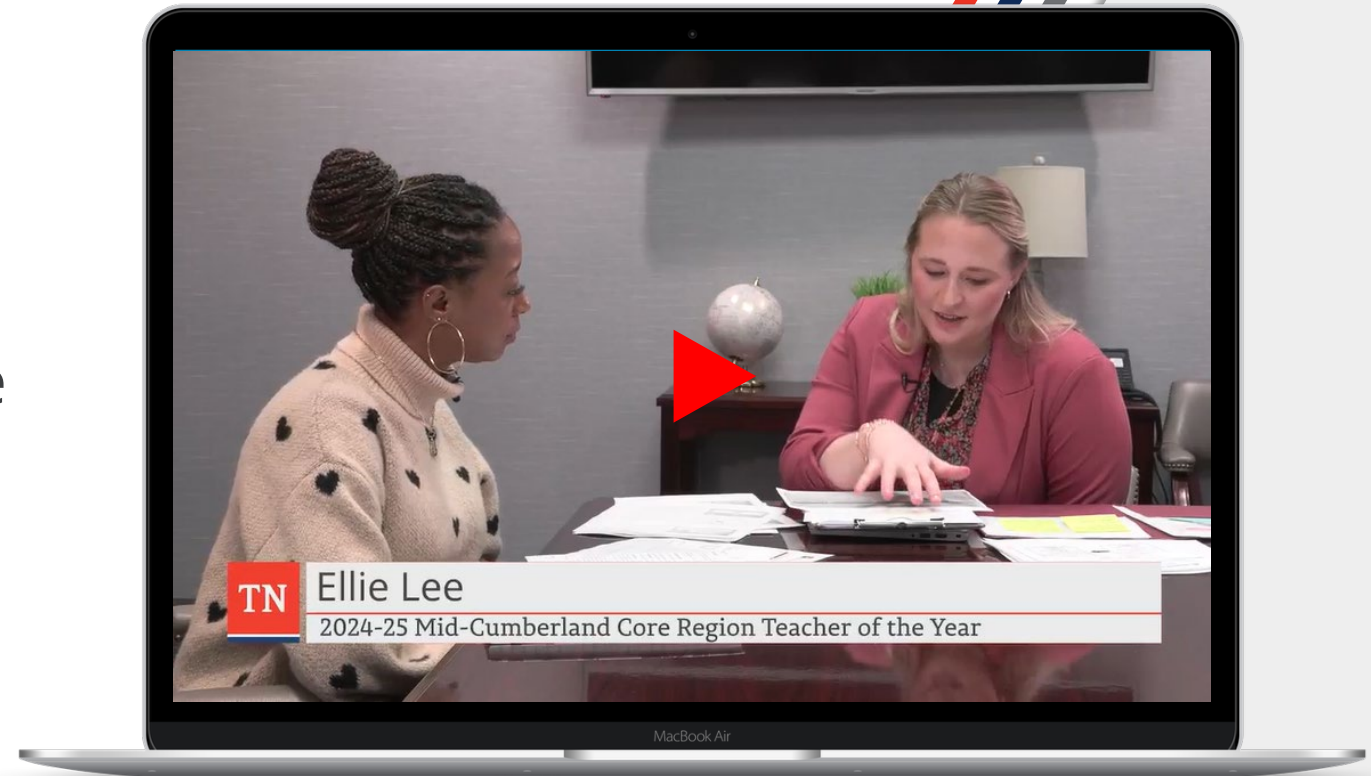 e
TN
Ellie Lee
2024-25 Mid-Cumberland Core Region Teacher of the Year
MacBook Air